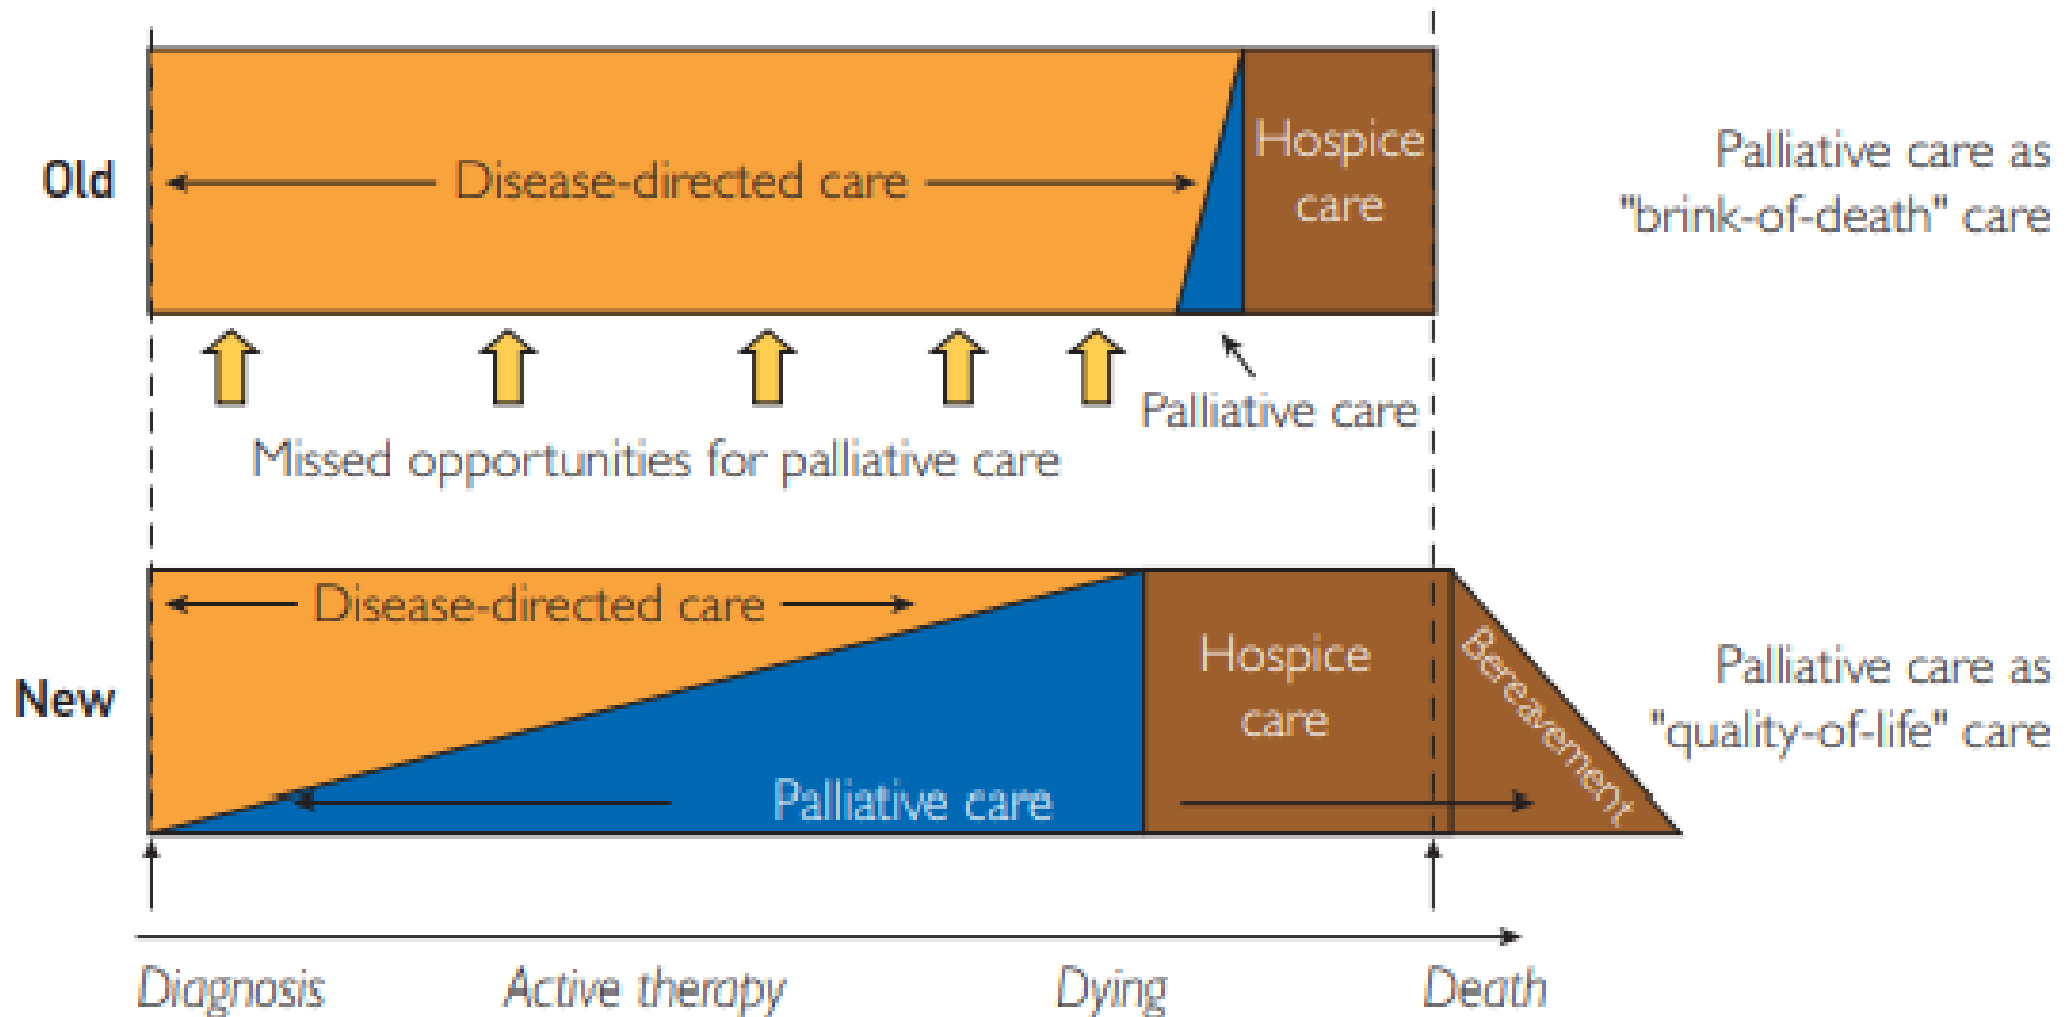 Old
Disease-directed care
Hospice
care
Palliative care as
"brink-of-death" care
Palliative care
Missed opportunities for palliative care
New
Disease-directed care
Hospice
care
Palliative care
Bereavement
Palliative care as
"quality-of-life" care
Diagnosis Active therapy Dying Death